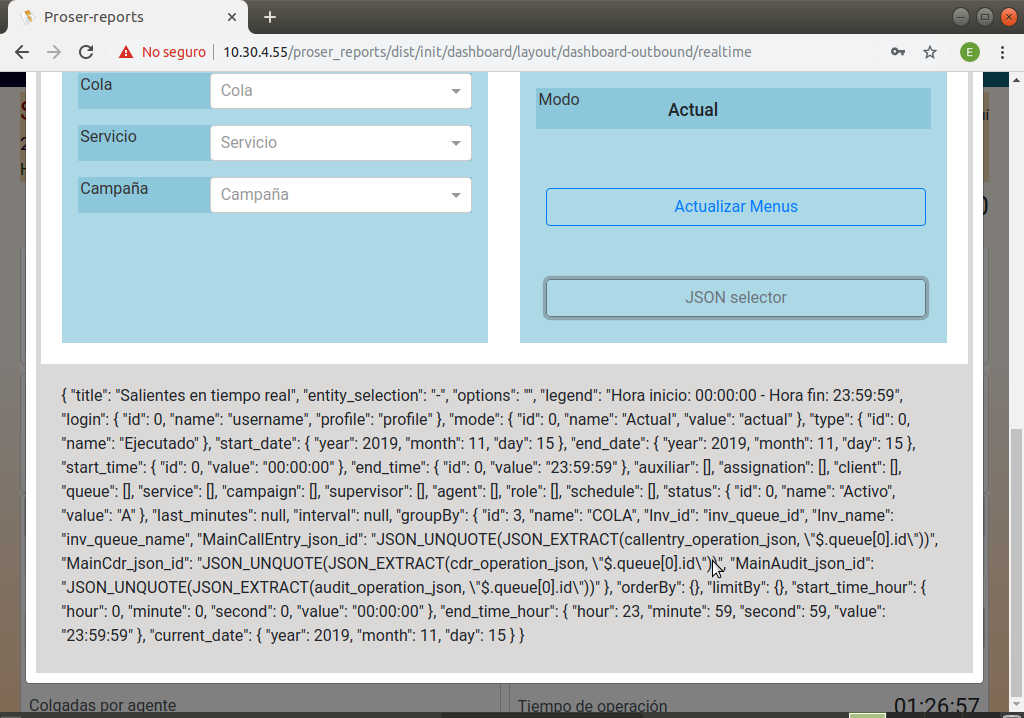 Proser-reports
No seguro
10.30.4.55/proser_reports/dist/init/dashboard/layout/dashboard-outbound/realtime
E
Cola
Cola
Servicio
Servicio
Campaña
Campaña
Modo
Actual
Actualizar Menus
JSON selector
{ "title": "Salientes en tiempo real", "entity_selection": "-", "options": "", "legend": "Hora inicio: 00:00:00 - Hora fin: 23:59:59",
"login": { "id": 0, "name": "username", "profile": "profile" }, "mode": { "id": 0, "name": "Actual", "value": "actual" }, "type": { "id": 0,
"name": "Ejecutado" }, "start_date": { "year": 2019, "month": 11, "day": 15 }, "end_date": { "year": 2019, "month": 11, "day": 15 },
"start_time": { "id": 0, "value": "00:00:00" }, "end_time": { "id": 0, "value": "23:59:59" }, "auxiliar": [], "assignation": [], "client": [],
"queue": [], "service": [], "campaign": [], "supervisor": [], "agent": [], "role": [], "schedule": [], "status": { "id": 0, "name": "Activo",
"value": "A" }, "last_minutes": null, "interval": null, "groupBy": { "id": 3, "name": "COLA", "Inv_id": "inv_queue_id", "Inv_name":
"inv_queue_name", "MainCallEntry_json_id": "JSON_UNQUOTE(JSON_EXTRACT(callentry_operation_json, \"$.queue[0].id\"))",
"MainCdr_json_id": "JSON_UNQUOTE(JSON_EXTRACT(cdr_operation_json, \"$.queue[0].id\"))", "MainAudit_json_id":
"JSON_UNQUOTE(JSON_EXTRACT(audit_operation_json, \"$.queue[0].id\"))" }, "orderBy": {}, "limitBy": {}, "start_time_hour": {
"hour": 0, "minute": 0, "second": 0, "value": "00:00:00" }, "end_time_hour": { "hour": 23, "minute": 59, "second": 59, "value":
"23:59:59" }, "current_date": { "year": 2019, "month": 11, "day": 15 } }
Colgadas por agente
Tiempo de operación
01:26:57